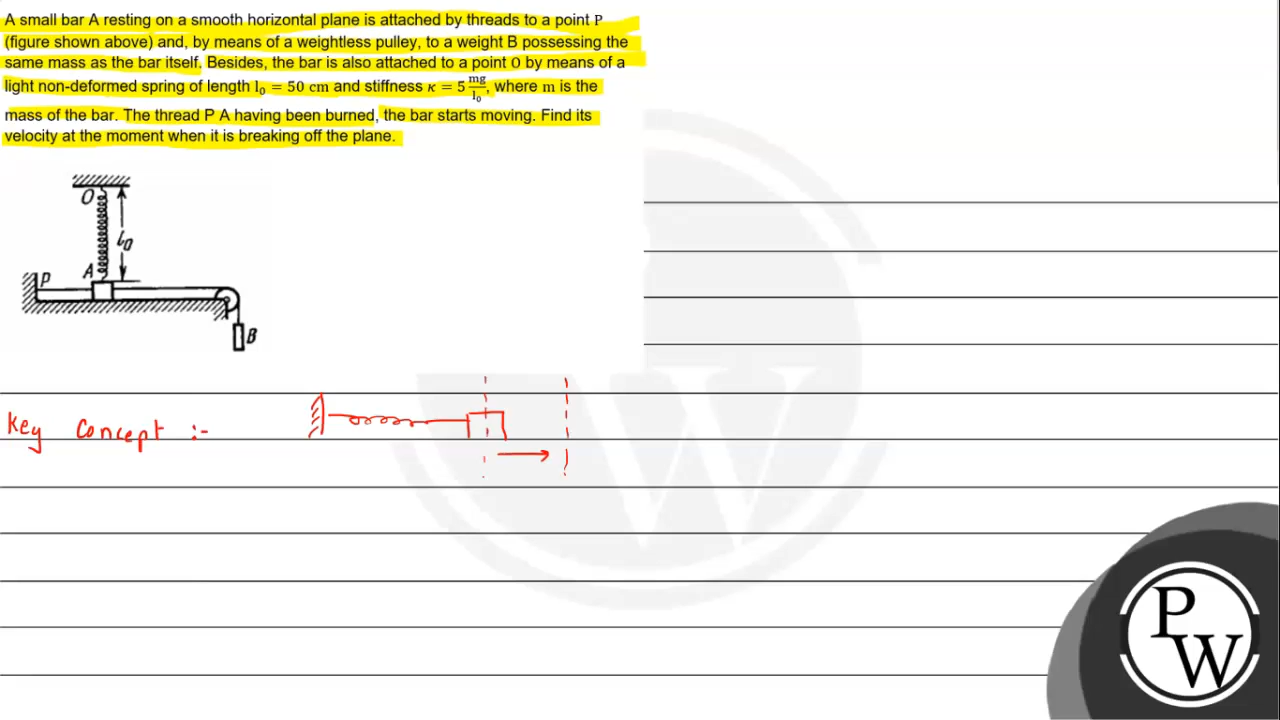 A small bar A resting on a smooth horizontal plane is attached by threads to a point P
(figure shown above) and, by means of a weightless pulley, to a weight B possessing the
same mass as the bar itself. Besides, the bar is also attached to a point O by means of a
light non-deformed spring of length l₀ = 50 cm and stiffness κ = 5 mg/l₀, where m is the
mass of the bar. The thread P A having been burned, the bar starts moving. Find its
velocity at the moment when it is breaking off the plane.
O
l₀
A
P
B
Key Concept :-
P
W